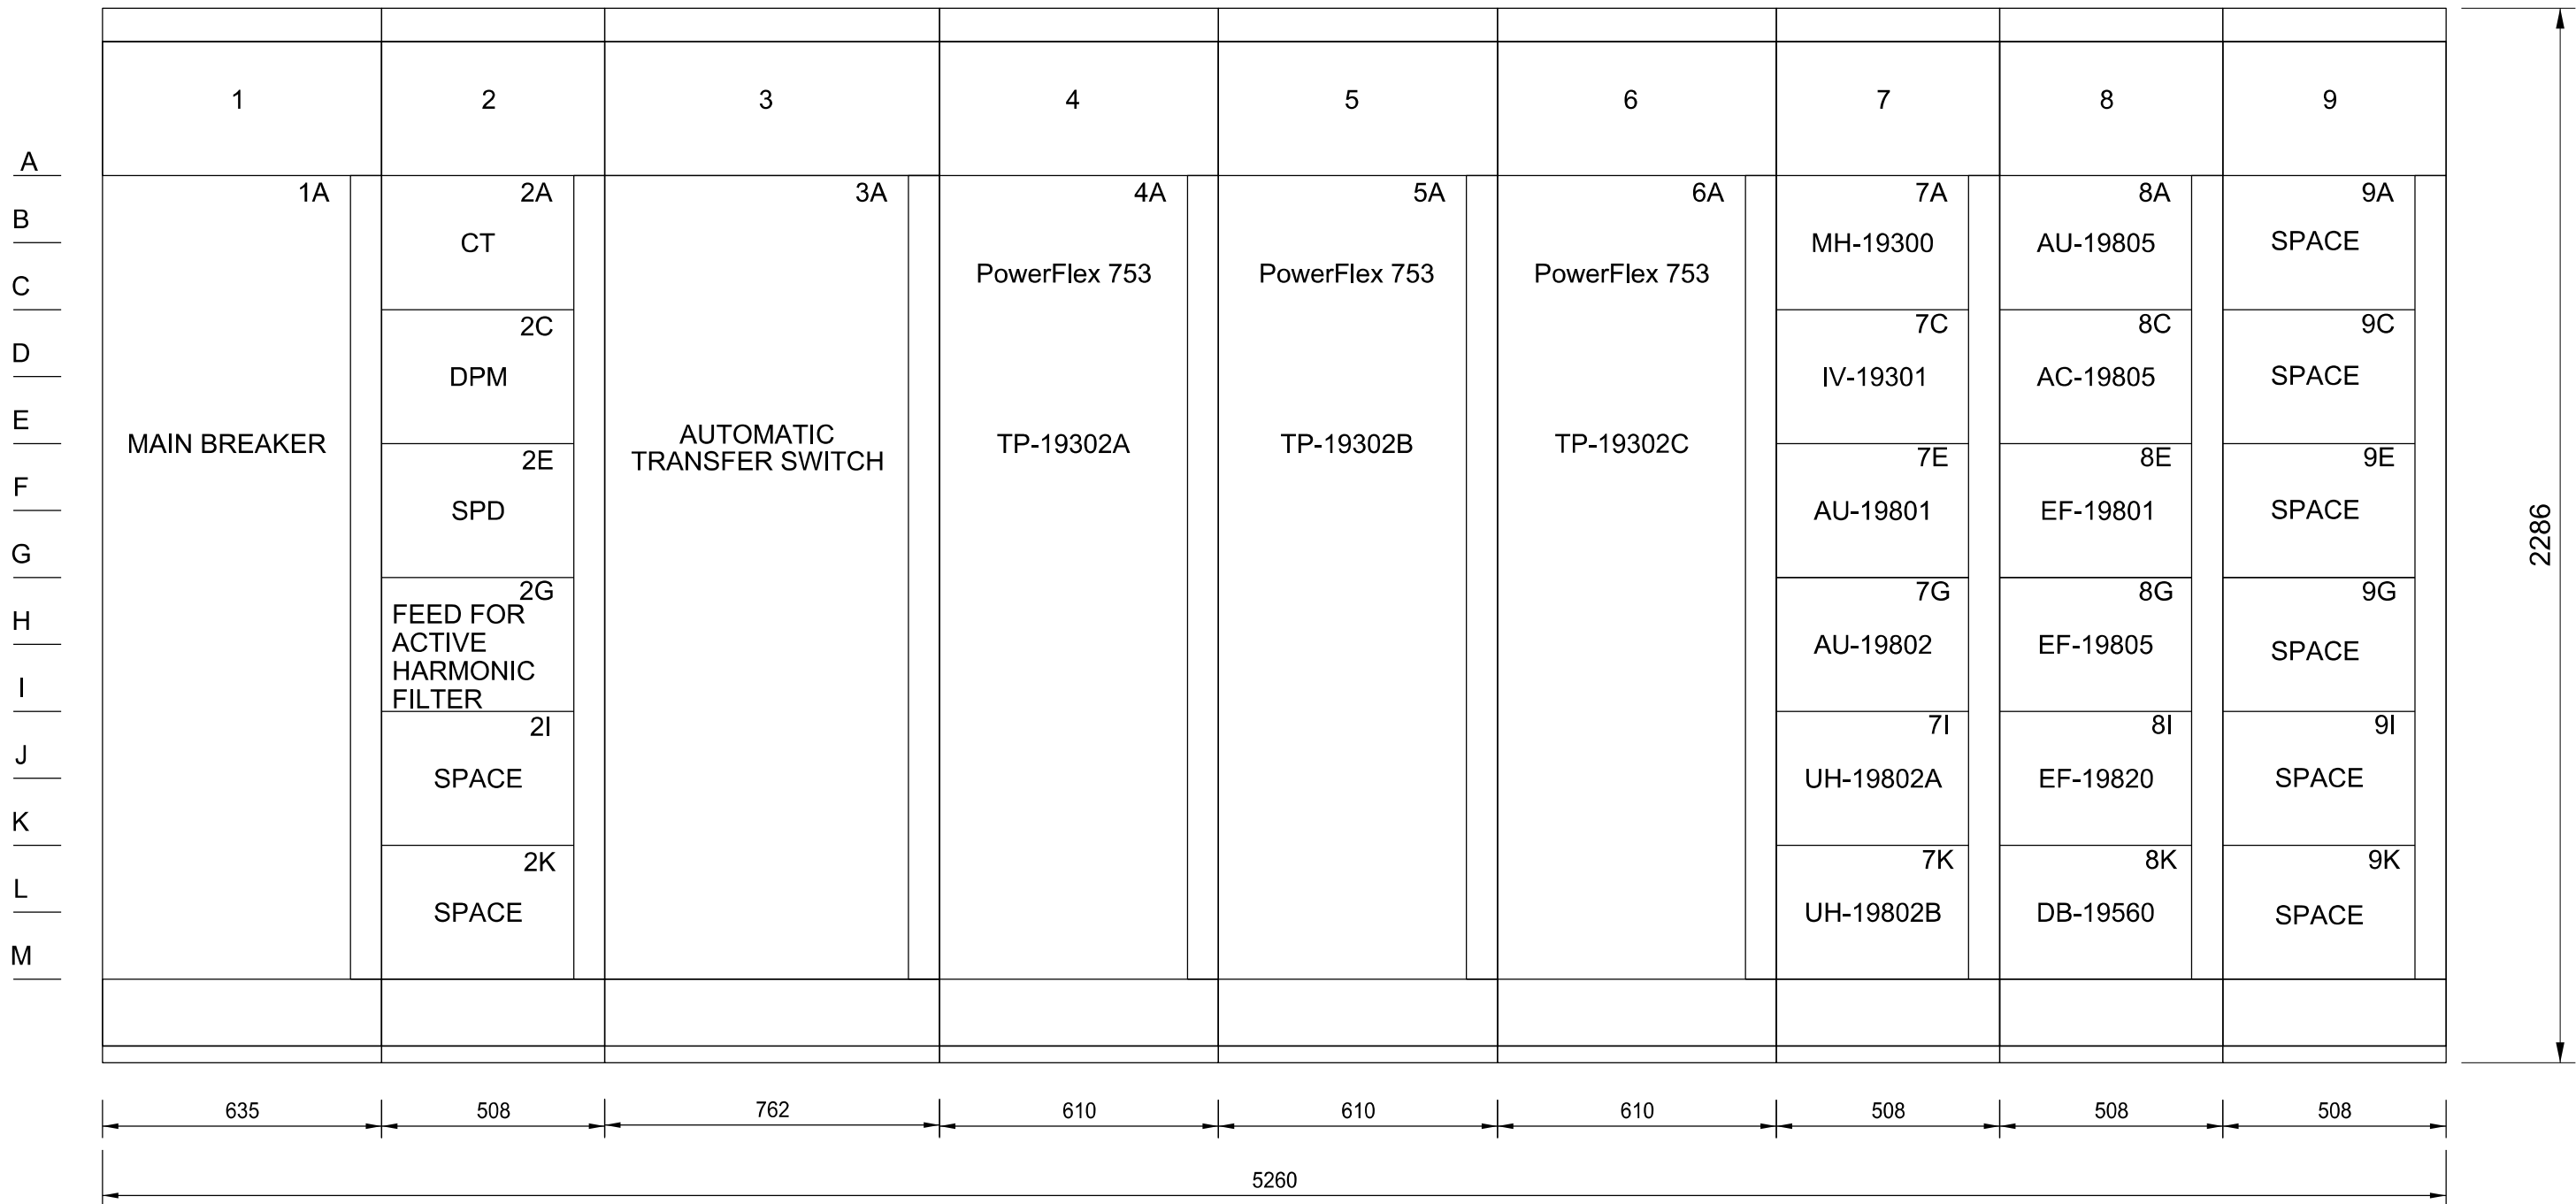 1 2 3 4 5 6 7 8 9
A
1A 2A 3A 4A 5A 6A 7A 8A 9A
B
CT MH-19300 AU-19805 SPACE
PowerFlex 753 PowerFlex 753 PowerFlex 753
C
2C 7C 8C 9C
D
DPM IV-19301 AC-19805 SPACE
E
MAIN BREAKER AUTOMATIC TP-19302A TP-19302B TP-19302C
TRANSFER SWITCH
2E 7E 8E 9E
F
SPD AU-19801 EF-19801 SPACE
G
2G 7G 8G 9G
H
FEED FOR
ACTIVE
HARMONIC
FILTER
AU-19802 EF-19805 SPACE
I
2I 7I 8I 9I
J
SPACE UH-19802A EF-19820 SPACE
K
2K 7K 8K 9K
L
SPACE UH-19802B DB-19560 SPACE
M
2286
635 508 762 610 610 610 508 508 508
5260